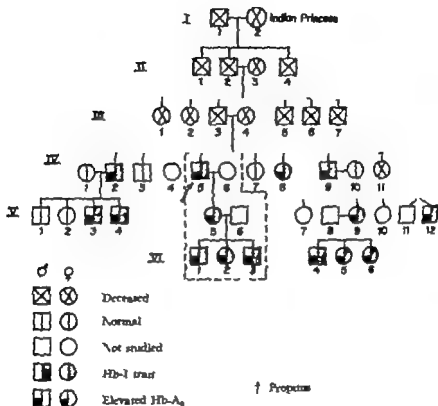 I
1 2 Indian Princess
II
1 2 3 4
III
1 2 3 4 5 6 7
IV
1 2 3 4 5 6 7 8 9 10 11
V
1 2 3 4 5 6 7 8 9 10 11 12
VI
1 2 3 4 5 6
♂ ♀
Deceased
Normal
Not studied
Hb-I trait
Elevated Hb-A₂
↑ Propitus